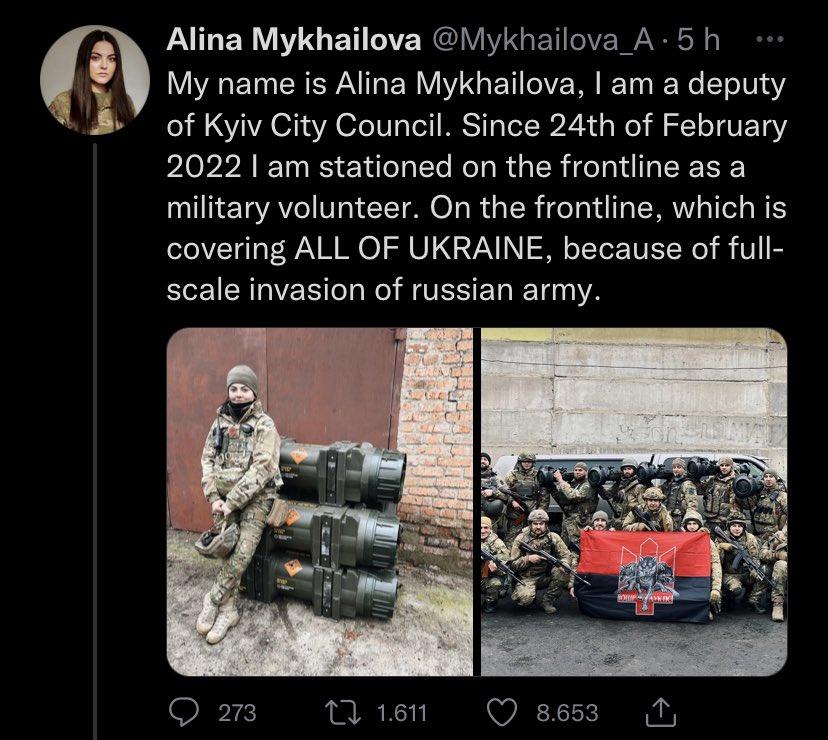 Alina Mykhailova @Mykhailova_A · 5 h
My name is Alina Mykhailova, I am a deputy
of Kyiv City Council. Since 24th of February
2022 I am stationed on the frontline as a
military volunteer. On the frontline, which is
covering ALL OF UKRAINE, because of full-
scale invasion of russian army.
273 1.611 8.653